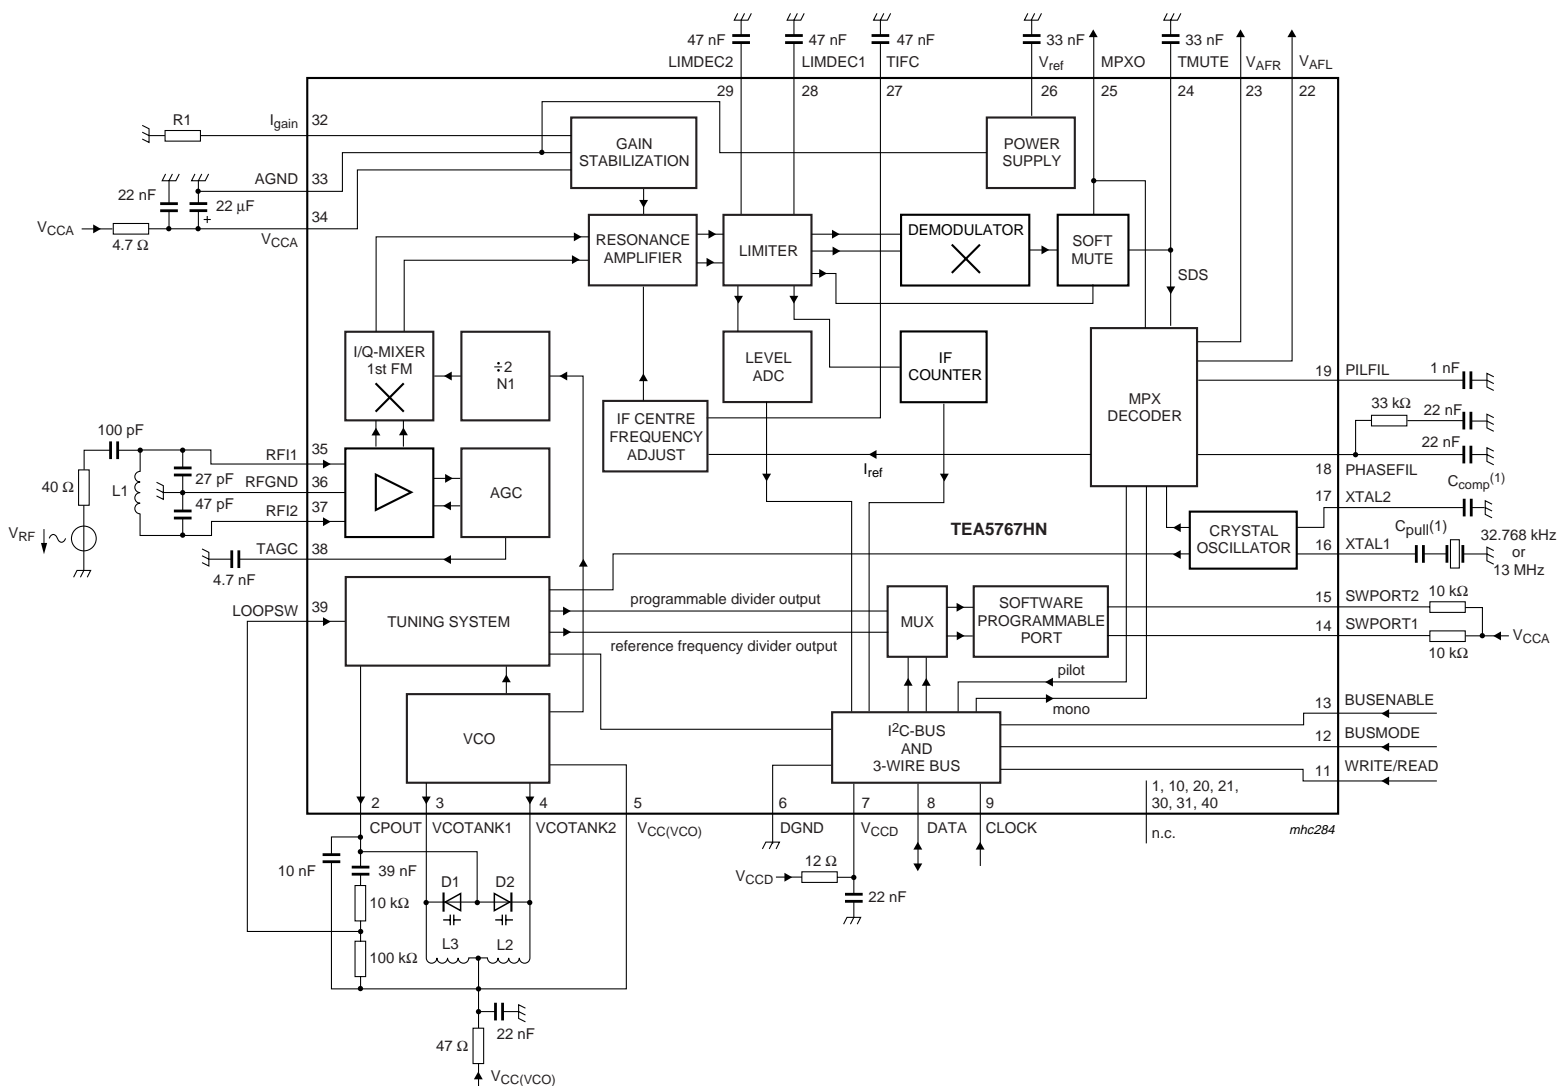 47 nF
47 nF
47 nF
33 nF
33 nF
LIMDEC2
LIMDEC1
TIFC
Vref
MPXO
TMUTE
VAFR
VAFL
29
28
27
26
25
24
23
22
R1
Igain
32
GAIN
STABILIZATION
POWER
SUPPLY
AGND
33
22 nF
22 μF
+
34
VCCA
4.7 Ω
VCCA
RESONANCE
AMPLIFIER
LIMITER
DEMODULATOR
SOFT
MUTE
SDS
I/Q-MIXER
1st FM
÷2
N1
LEVEL
ADC
IF
COUNTER
MPX
DECODER
19
PILFIL
1 nF
IF CENTRE
FREQUENCY
ADJUST
Iref
33 kΩ
22 nF
22 nF
18
PHASEFIL
100 pF
RFI1
35
27 pF
RFGND
36
40 Ω
L1
47 pF
RFI2
37
VRF
AGC
TAGC
38
4.7 nF
TEA5767HN
CRYSTAL
OSCILLATOR
17
XTAL2
Ccomp(1)
16
XTAL1
Cpull(1)
32.768 kHz
or
13 MHz
LOOPSW
39
TUNING SYSTEM
programmable divider output
reference frequency divider output
MUX
SOFTWARE
PROGRAMMABLE
PORT
15
SWPORT2
10 kΩ
14
SWPORT1
10 kΩ
VCCA
pilot
mono
VCO
I2C-BUS
AND
3-WIRE BUS
13
BUSENABLE
12
BUSMODE
11
WRITE/READ
1, 10, 20, 21,
30, 31, 40
n.c.
mhc284
2
3
4
5
6
7
8
9
CPOUT
VCOTANK1
VCOTANK2
VCC(VCO)
DGND
VCCD
DATA
CLOCK
10 nF
39 nF
D1
D2
10 kΩ
100 kΩ
L3
L2
VCCD
12 Ω
22 nF
22 nF
47 Ω
VCC(VCO)